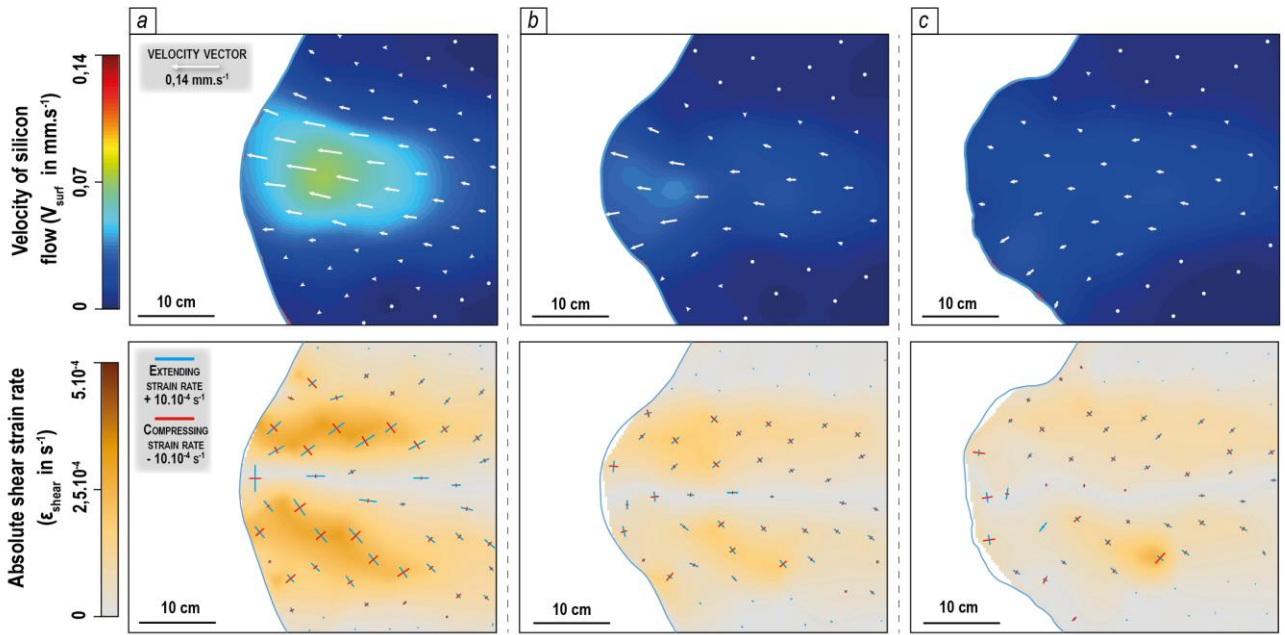 a
b
c
Velocity of silicon
flow (Vsurf in mm.s-1)
0,14
0,07
0
VELOCITY VECTOR
0,14 mm.s-1
10 cm
10 cm
10 cm
Absolute shear strain rate
(εshear in s-1)
5.10-4
2,5.10-4
0
EXTENDING
STRAIN RATE
+ 10.10-4 s-1
COMPRESSING
STRAIN RATE
- 10.10-4 s-1
10 cm
10 cm
10 cm